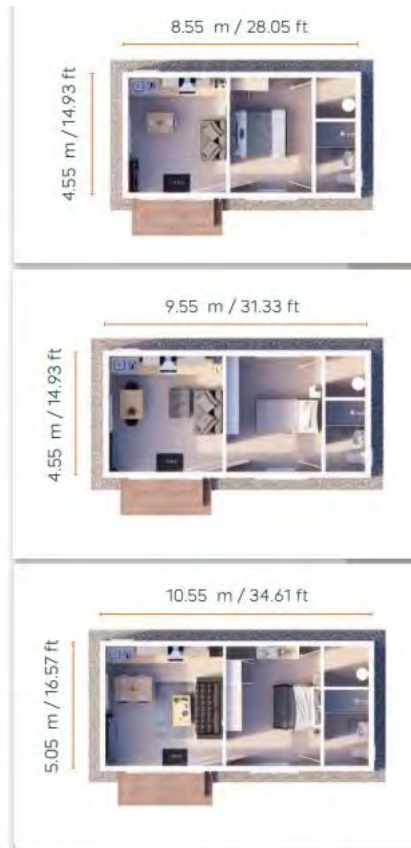 8.55 m / 28.05 ft
4.55 m / 14.93 ft
9.55 m / 31.33 ft
4.55 m / 14.93 ft
10.55 m / 34.61 ft
5.05 m / 16.57 ft